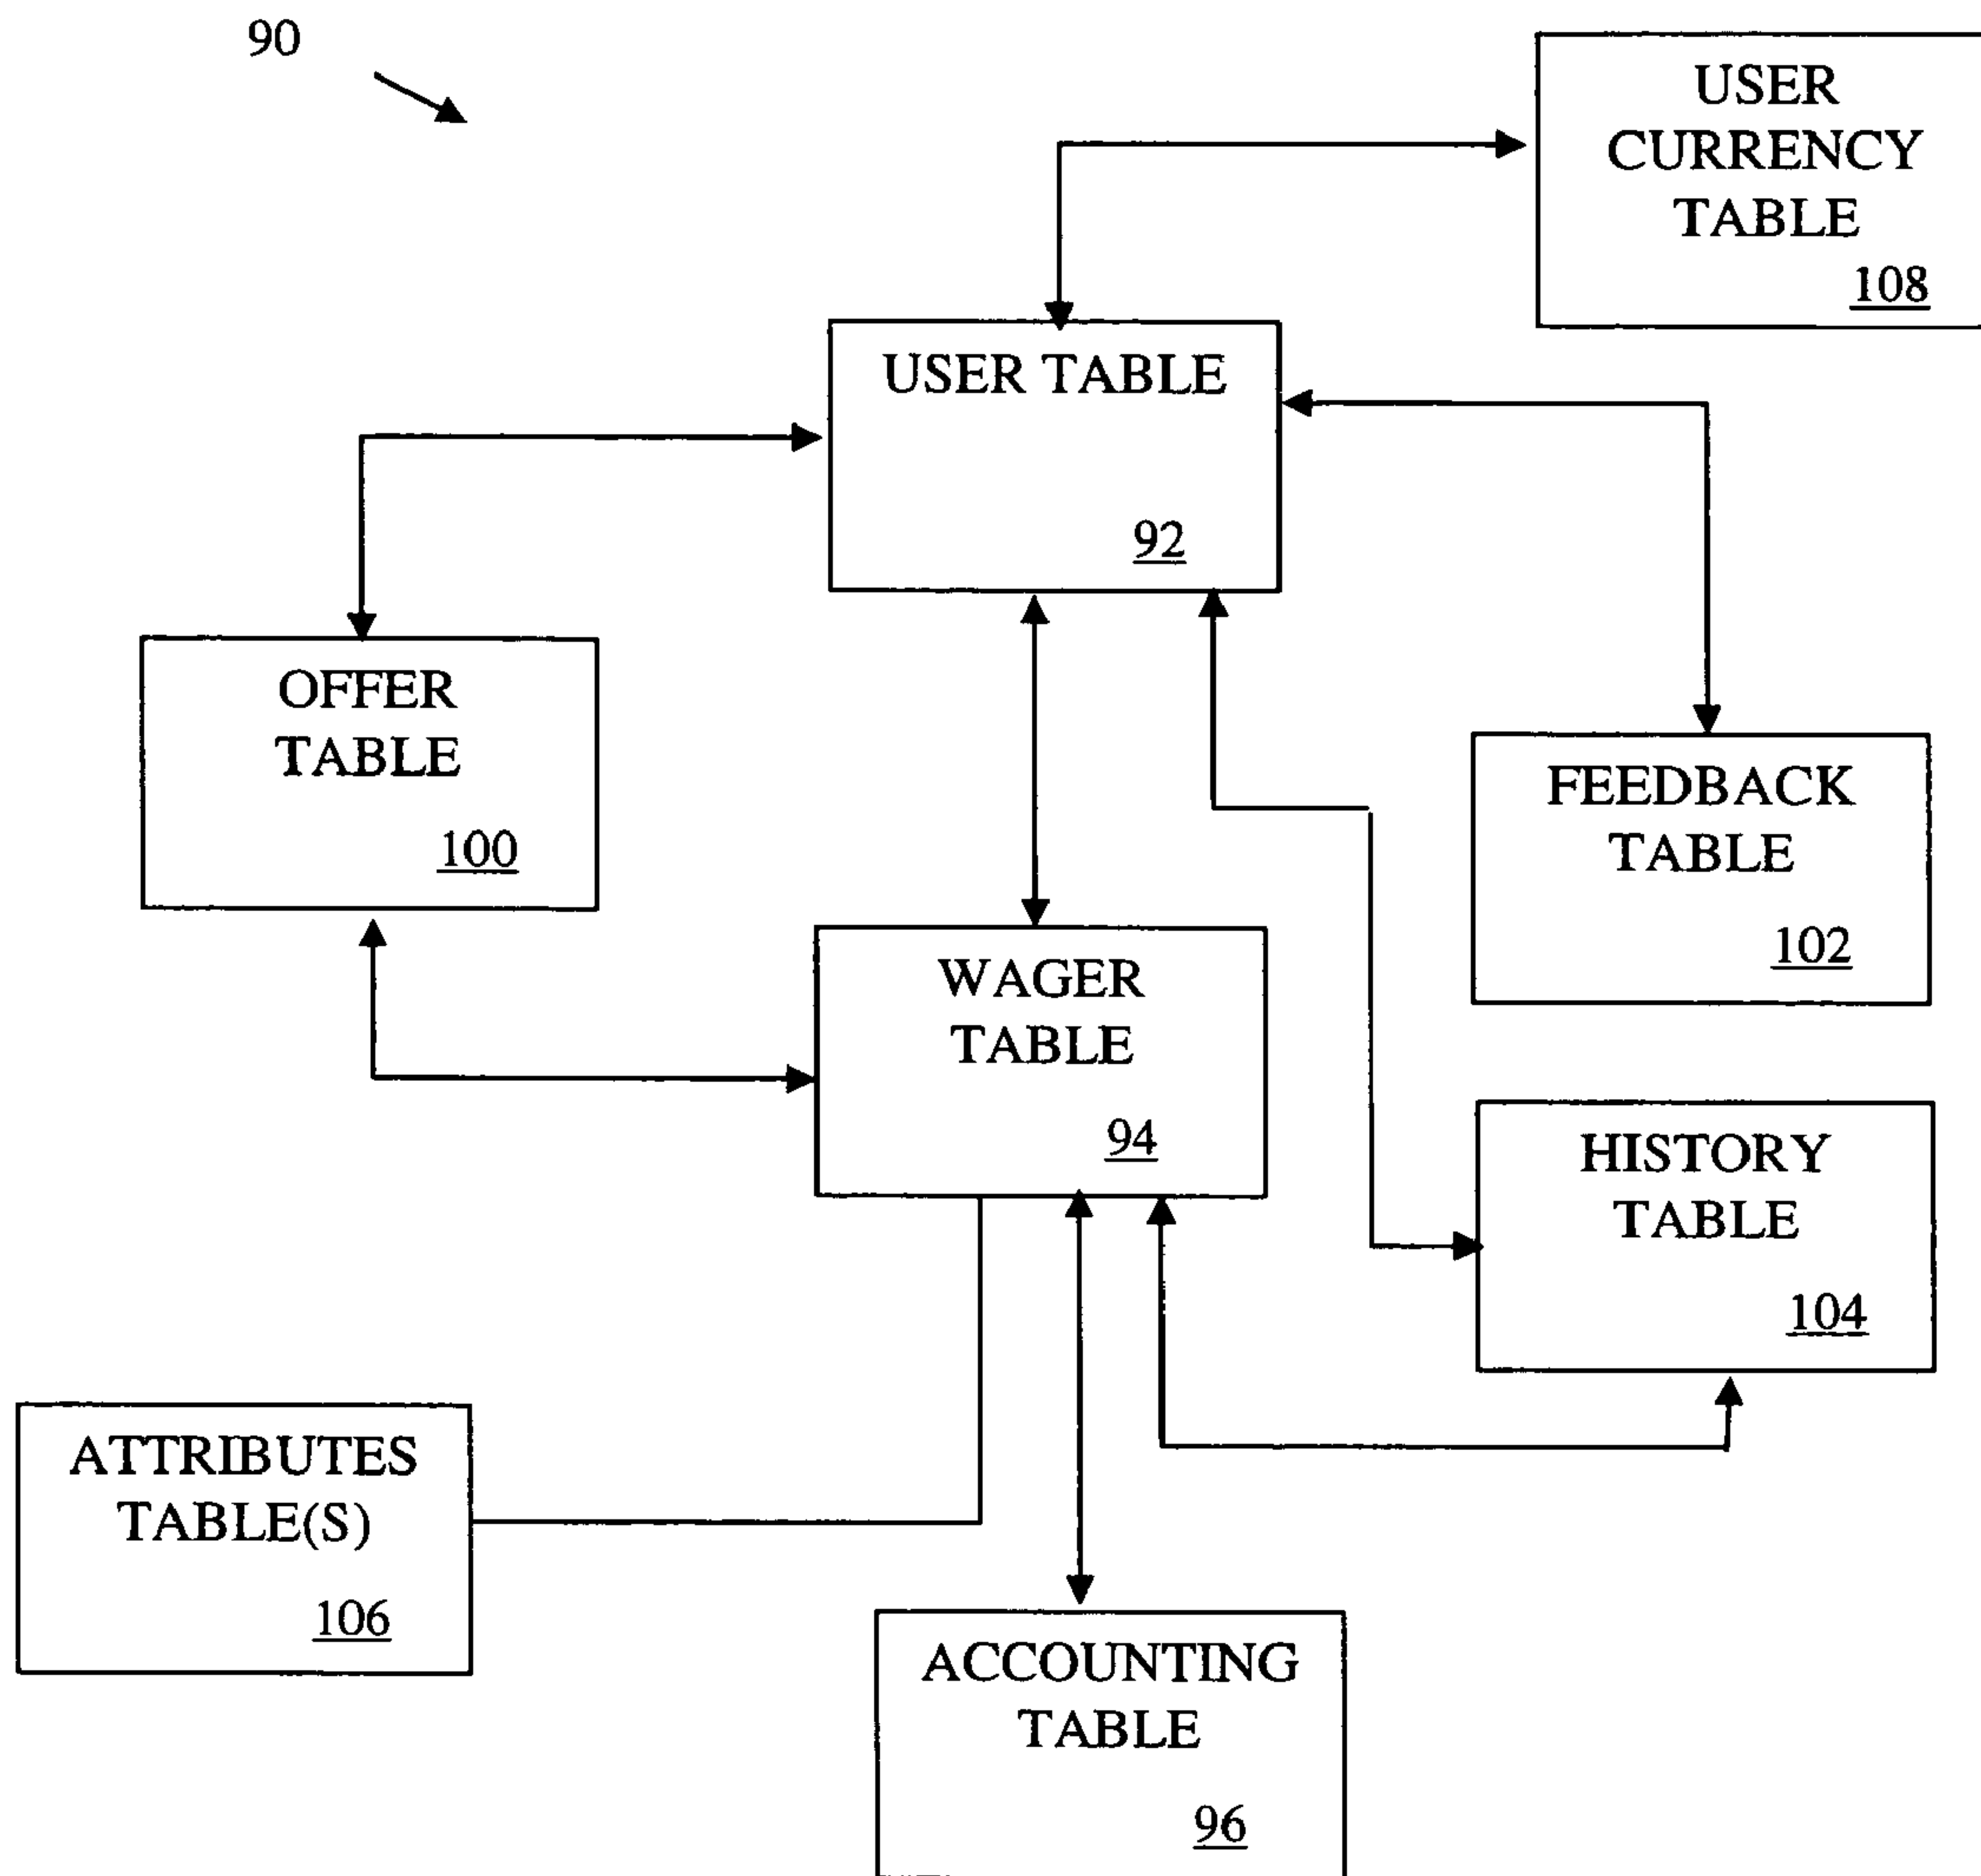 90
USER
CURRENCY
TABLE
108
USER TABLE
92
OFFER
TABLE
100
FEEDBACK
TABLE
102
WAGER
TABLE
94
HISTORY
TABLE
104
ATTRIBUTES
TABLE(S)
106
ACCOUNTING
TABLE
96